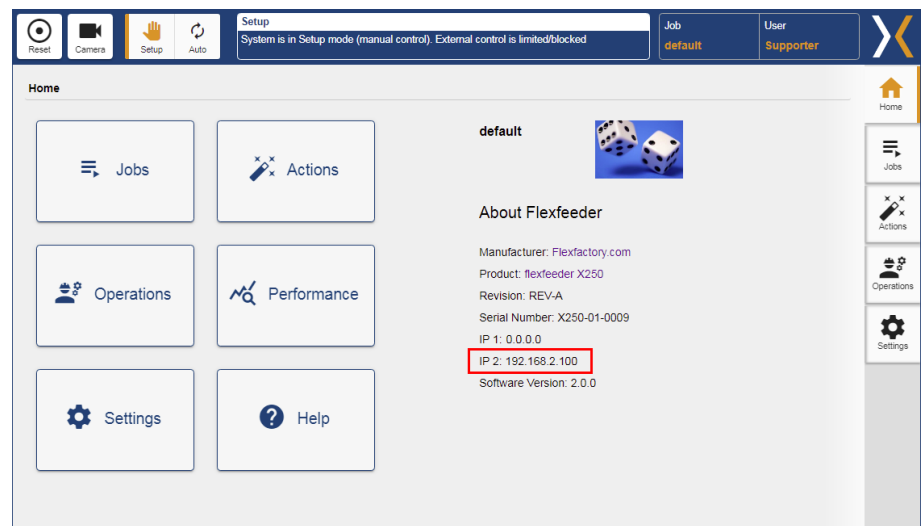 Reset
Camera
Setup
Auto
Setup
System is in Setup mode (manual control). External control is limited/blocked
Job
default
User
Supporter
Home
Jobs
Actions
Operations
Performance
Settings
Help
default
About Flexfeeder
Manufacturer: Flexfactory.com
Product: flexfeeder X250
Revision: REV-A
Serial Number: X250-01-0009
IP 1: 0.0.0.0
IP 2: 192.168.2.100
Software Version: 2.0.0
Home
Jobs
Actions
Operations
Settings